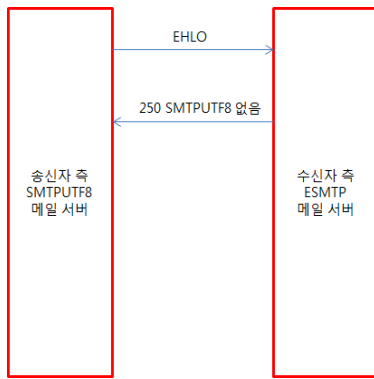 EHLO
250 SMTPUTF8 없음
송신자 측
SMTPUTF8
메일 서버
수신자 측
ESMTP
메일 서버